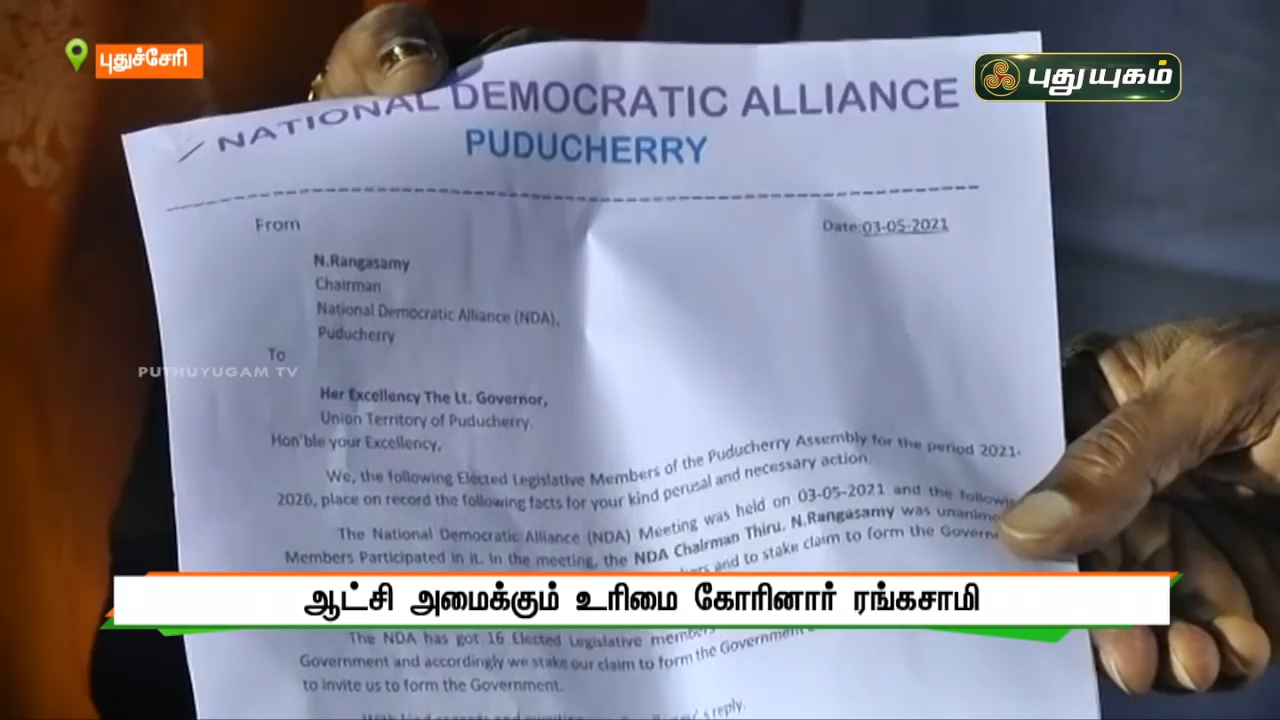 புதுச்சேரி
புதுயுகம்
NATIONAL DEMOCRATIC ALLIANCE
PUDUCHERRY
From
Date:03-05-2021
N.Rangasamy
Chairman
National Democratic Alliance (NDA),
Puducherry
To
PUTHUYUGAM TV
Her Excellency The Lt. Governor,
Union Territory of Puducherry.
Hon'ble your Excellency,
We, the following Elected Legislative Members of the Puducherry Assembly for the period 2021-
2026, place on record the following facts for your kind perusal and necessary action.
The National Democratic Alliance (NDA) Meeting was held on 03-05-2021 and the
Members Participated in it. In the meeting, the NDA Chairman Thiru. N.Rangasamy was
and to stake claim to form the
ஆட்சி அமைக்கும் உரிமை கோரினார் ரங்கசாமி
The NDA has got 16 Elected Legislative
Government and accordingly we stake our claim to form the Government
to invite us to form the Government.
reply.